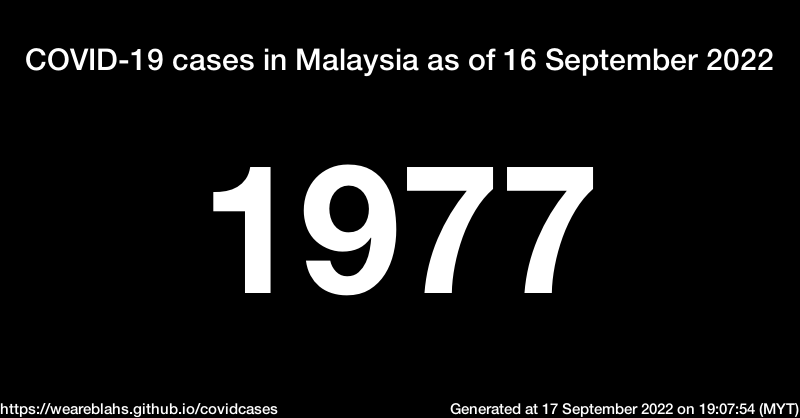 COVID-19 cases in Malaysia as of 16 September 2022
1977
https://weareblahs.github.io/covidcases
Generated at 17 September 2022 on 19:07:54 (MYT)